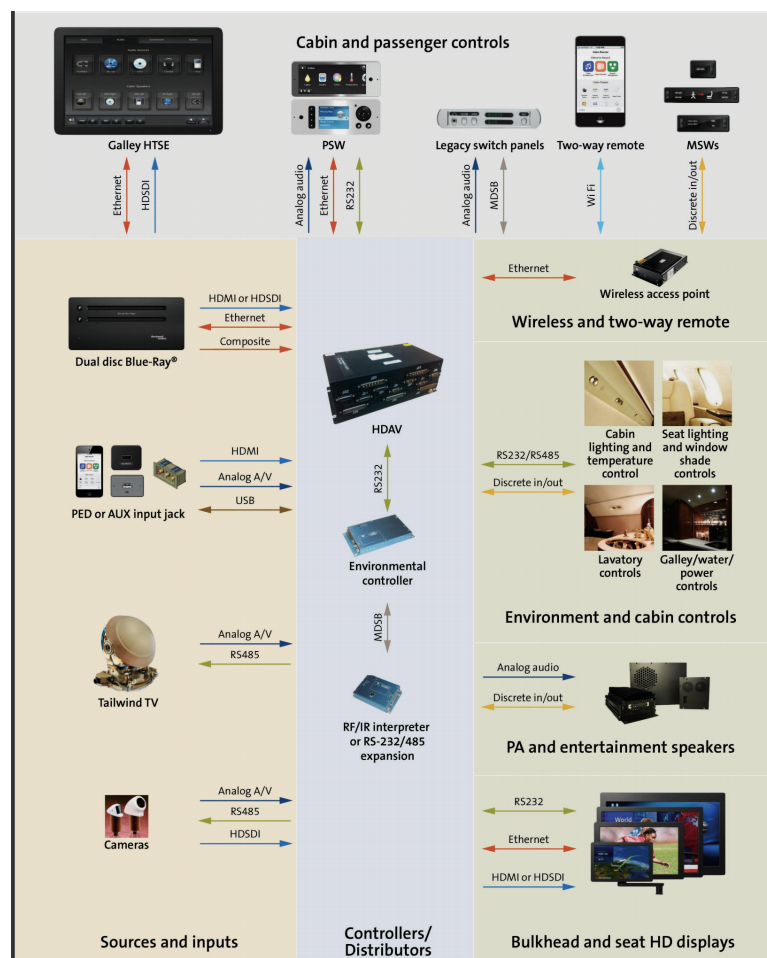 Cabin and passenger controls
Galley HTSE
PSW
Legacy switch panels
Two-way remote
MSWs
Ethernet
HDSDI
Analog audio
Ethernet
RS232
Analog audio
MDSB
Wi Fi
Discrete in/out
HDMI or HDSDI
Ethernet
Composite
Dual disc Blue-Ray®
HDMI
Analog A/V
USB
PED or AUX input jack
Analog A/V
RS485
Tailwind TV
Analog A/V
RS485
HDSDI
Cameras
Sources and inputs
HDAV
RS232
Environmental
controller
MDSB
RF/IR interpreter
or RS-232/485
expansion
Controllers/
Distributors
Ethernet
Wireless access point
Wireless and two-way remote
RS232/RS485
Discrete in/out
Cabin
lighting and
temperature
control
Seat lighting
and window
shade
controls
Lavatory
controls
Galley/water/
power
controls
Environment and cabin controls
Analog audio
Discrete in/out
PA and entertainment speakers
RS232
Ethernet
HDMI or HDSDI
World
Bulkhead and seat HD displays